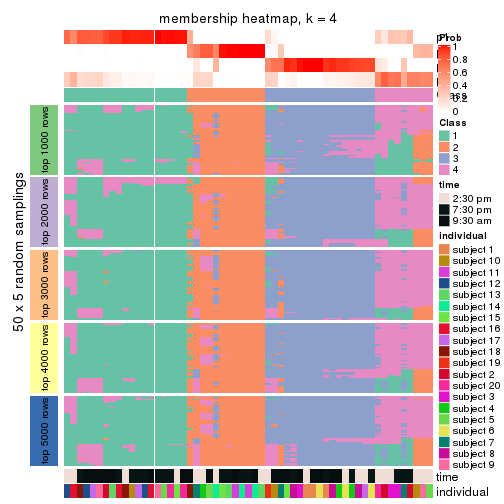 membership heatmap, k = 4
50 x 5 random samplings
top 1000 rows
top 2000 rows
top 3000 rows
top 4000 rows
top 5000 rows
Prob
1
0.8
0.6
0.4
0.2
0
Class
1
2
3
4
time
2:30 pm
7:30 pm
9:30 am
individual
subject 1
subject 10
subject 11
subject 12
subject 13
subject 14
subject 15
subject 16
subject 17
subject 18
subject 19
subject 2
subject 20
subject 3
subject 4
subject 5
subject 6
subject 7
subject 8
subject 9
time
individual